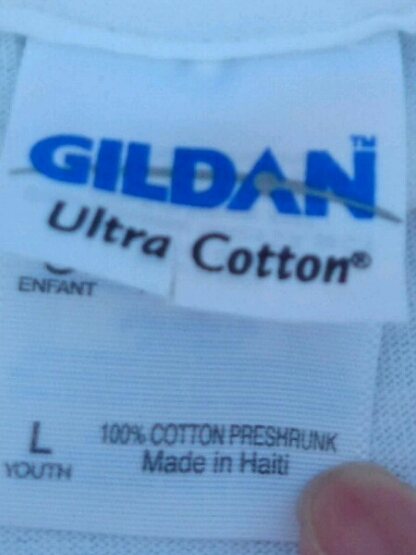 GILDAN™
Ultra Cotton®
ENFANT
L
YOUTH
100% COTTON PRESHRUNK
Made in Haiti